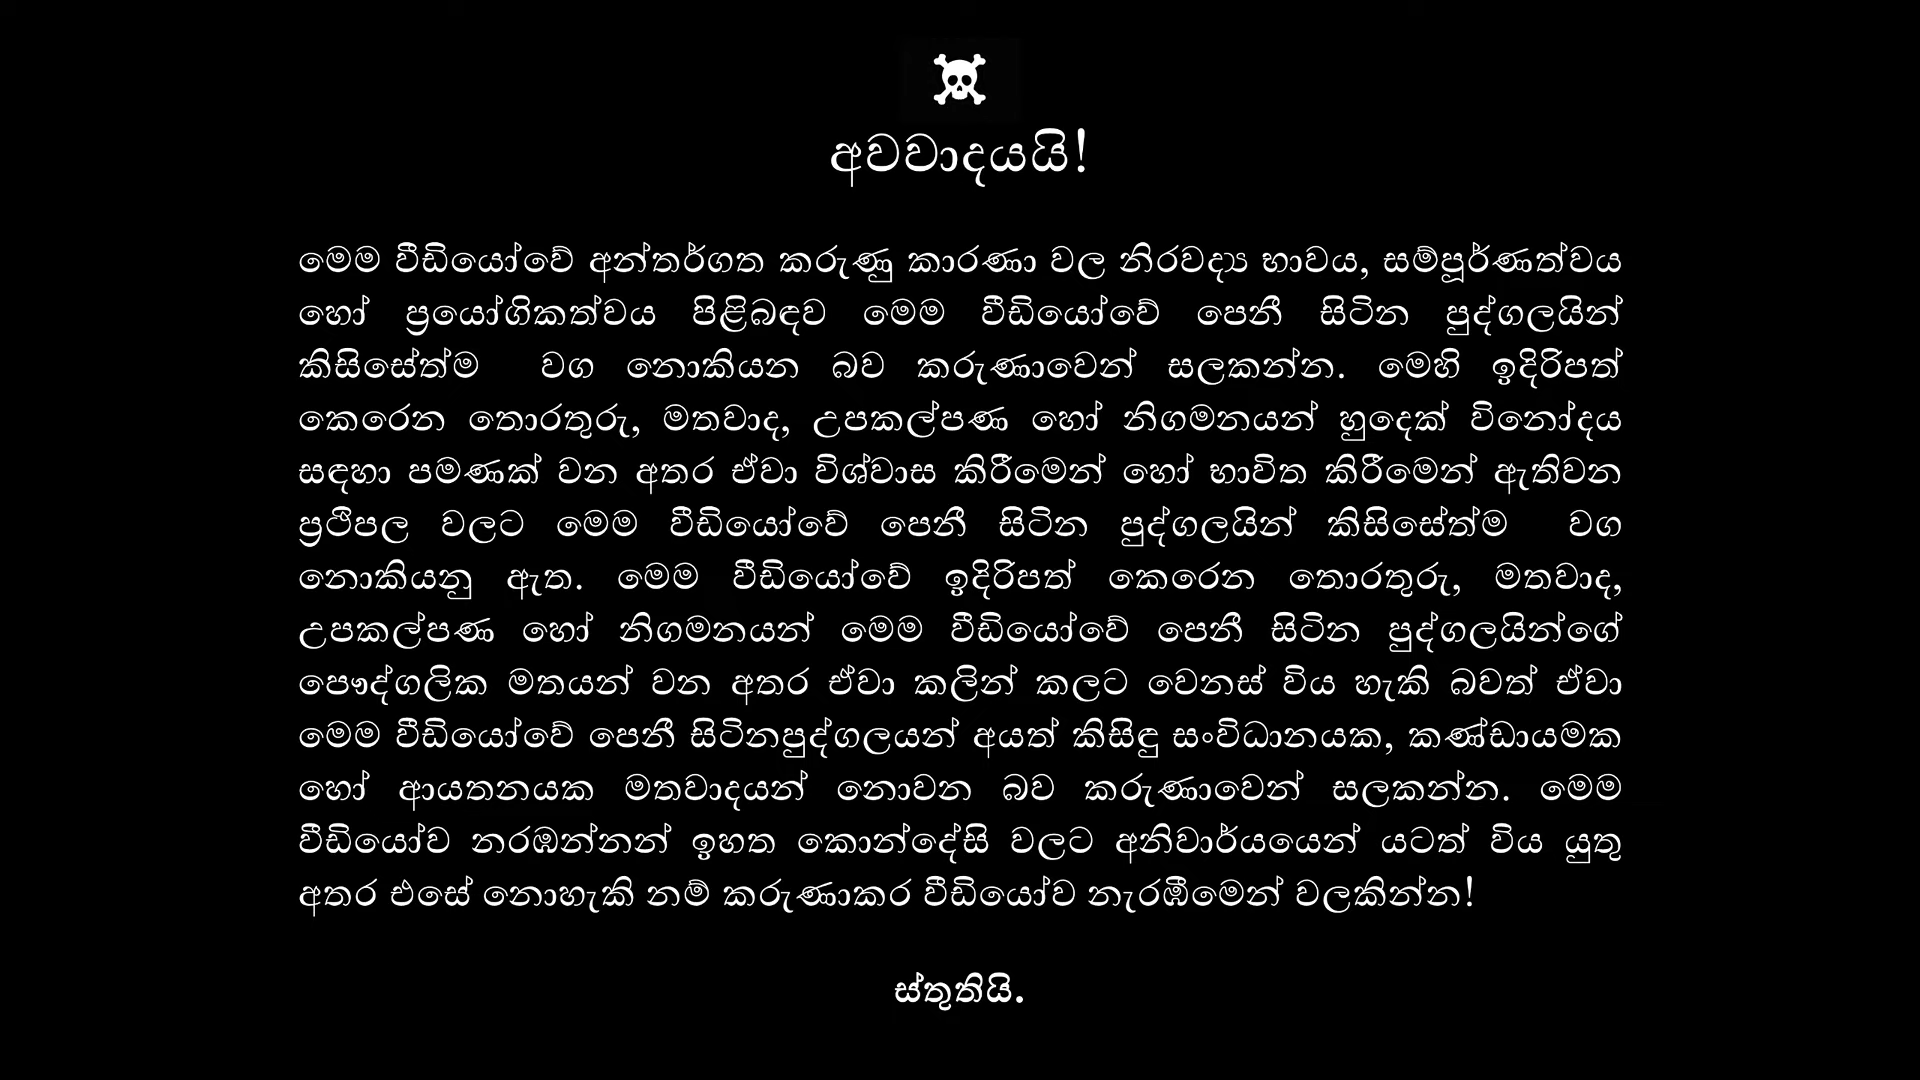 අවවාදයයි!
මෙම වීඩියෝවේ අන්තර්ගත කරුණු කාරණා වල නිරවද්‍ය භාවය, සම්පූර්ණත්වය
හෝ ප්‍රයෝගිකත්වය පිළිබඳව මෙම වීඩියෝවේ පෙනී සිටින පුද්ගලයින්
කිසිසේත්ම වග නොකියන බව කරුණාවෙන් සලකන්න. මෙහි ඉදිරිපත්
කෙරෙන තොරතුරු, මතවාද, උපකල්පණ හෝ නිගමනයන් හුදෙක් විනෝදය
සඳහා පමණක් වන අතර ඒවා විශ්වාස කිරීමෙන් හෝ භාවිත කිරීමෙන් ඇතිවන
ප්‍රථිපල වලට මෙම වීඩියෝවේ පෙනී සිටින පුද්ගලයින් කිසිසේත්ම වග
නොකියනු ඇත. මෙම වීඩියෝවේ ඉදිරිපත් කෙරෙන තොරතුරු, මතවාද,
උපකල්පණ හෝ නිගමනයන් මෙම වීඩියෝවේ පෙනී සිටින පුද්ගලයින්ගේ
පෞද්ගලික මතයන් වන අතර ඒවා කලින් කලට වෙනස් විය හැකි බවත් ඒවා
මෙම වීඩියෝවේ පෙනී සිටිනපුද්ගලයන් අයත් කිසිඳු සංවිධානයක, කණ්ඩායමක
හෝ ආයතනයක මතවාදයන් නොවන බව කරුණාවෙන් සලකන්න. මෙම
වීඩියෝව නරඹන්නන් ඉහත කොන්දේසි වලට අනිවාර්යයෙන් යටත් විය යුතු
අතර එසේ නොහැකි නම් කරුණාකර වීඩියෝව නැරඹීමෙන් වලකින්න!
ස්තුතියි.